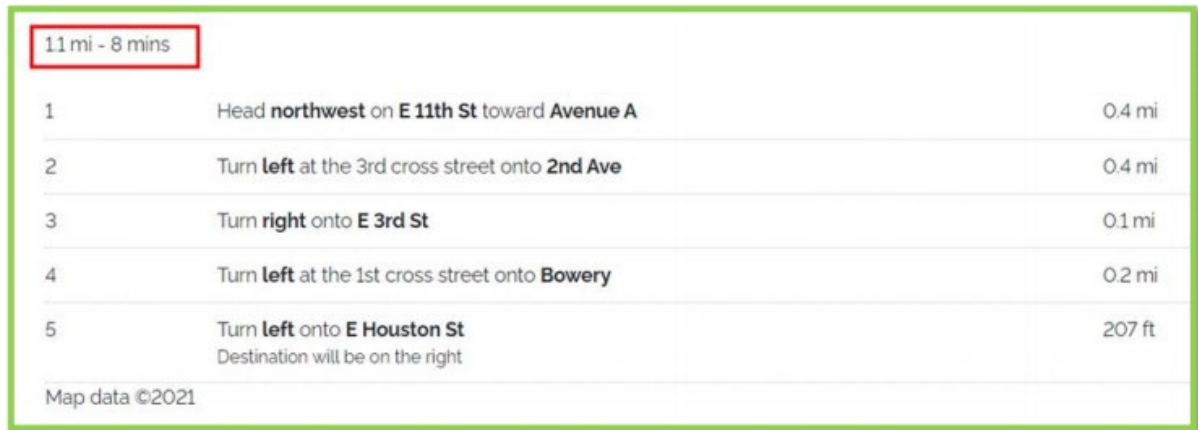 1.1 mi - 8 mins
1 Head northwest on E 11th St toward Avenue A 0.4 mi
2 Turn left at the 3rd cross street onto 2nd Ave 0.4 mi
3 Turn right onto E 3rd St 0.1 mi
4 Turn left at the 1st cross street onto Bowery 0.2 mi
5 Turn left onto E Houston St 207 ft
Destination will be on the right
Map data ©2021